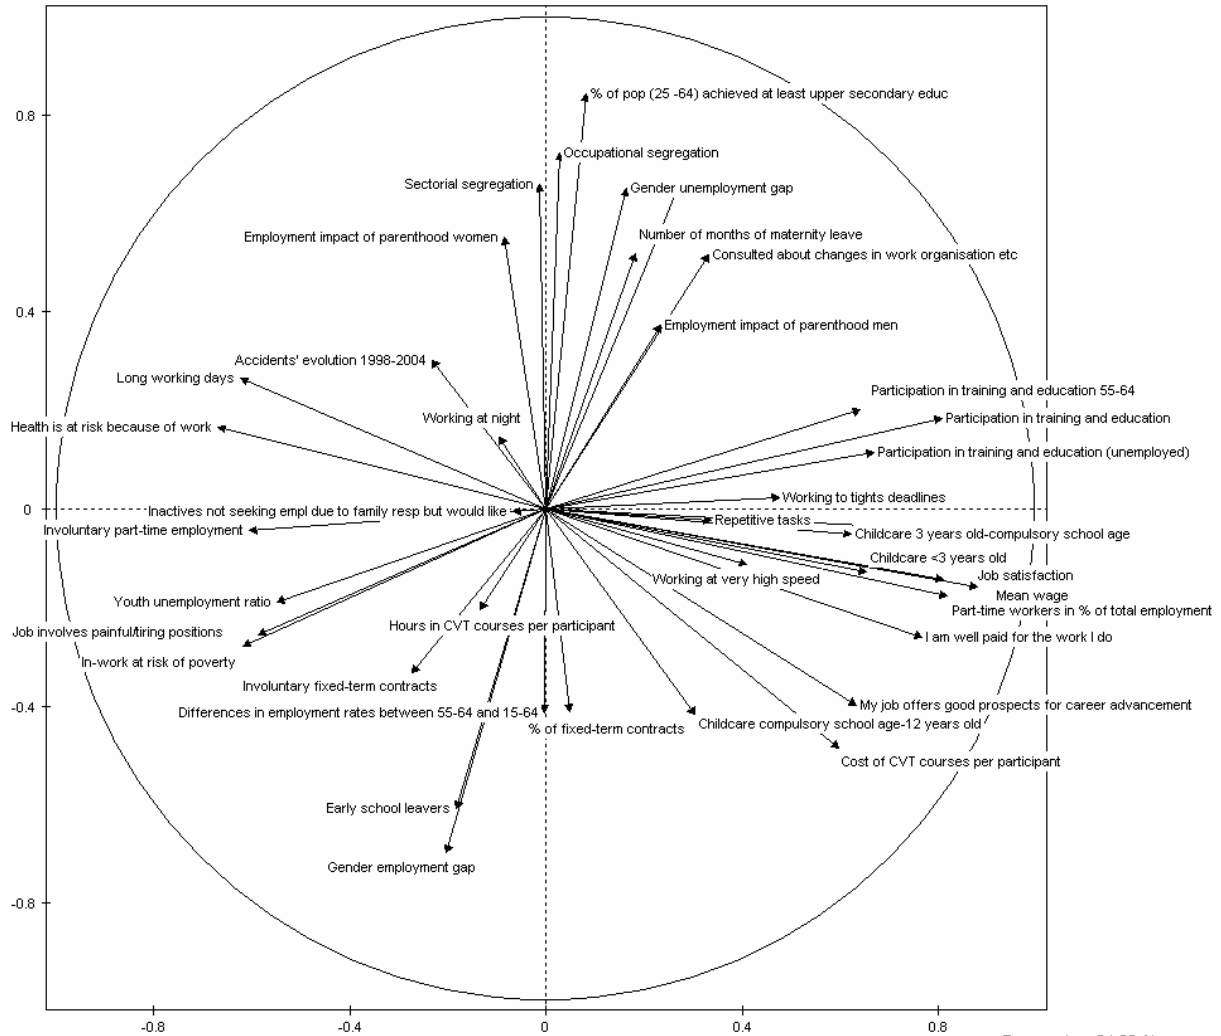 % of pop (25 -64) achieved at least upper secondary educ
0.8
Occupational segregation
Sectorial segregation
Gender unemployment gap
Number of months of maternity leave
Employment impact of parenthood women
Consulted about changes in work organisation etc
0.4
Employment impact of parenthood men
Accidents' evolution 1998-2004
Long working days
Participation in training and education 55-64
Working at night
Participation in training and education
Health is at risk because of work
Participation in training and education (unemployed)
Working to tights deadlines
0
Inactives not seeking empl due to family resp but would like
Repetitive tasks
Involuntary part-time employment
Childcare 3 years old-compulsory school age
Childcare <3 years old
Working at very high speed
Job satisfaction
Mean wage
Youth unemployment ratio
Part-time workers in % of total employment
Hours in CVT courses per participant
Job involves painful/tiring positions
I am well paid for the work I do
In-work at risk of poverty
Involuntary fixed-term contracts
My job offers good prospects for career advancement
-0.4
Differences in employment rates between 55-64 and 15-64
% of fixed-term contracts
Childcare compulsory school age-12 years old
Cost of CVT courses per participant
Early school leavers
Gender employment gap
-0.8
-0.8
-0.4
0
0.4
0.8